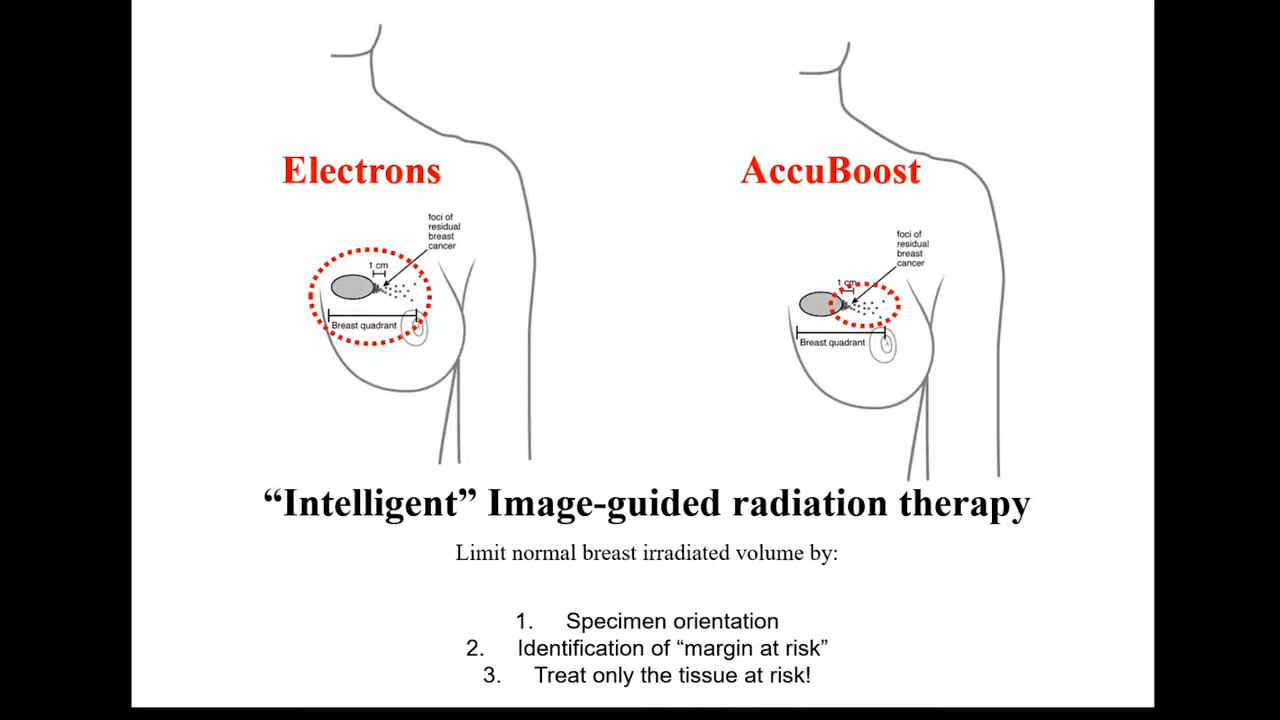 Electrons
foci of
residual
breast
cancer
1 cm
Breast quadrant
AccuBoost
foci of
residual
breast
cancer
1 cm
Breast quadrant
“Intelligent” Image-guided radiation therapy
Limit normal breast irradiated volume by:
1. Specimen orientation
2. Identification of “margin at risk”
3. Treat only the tissue at risk!